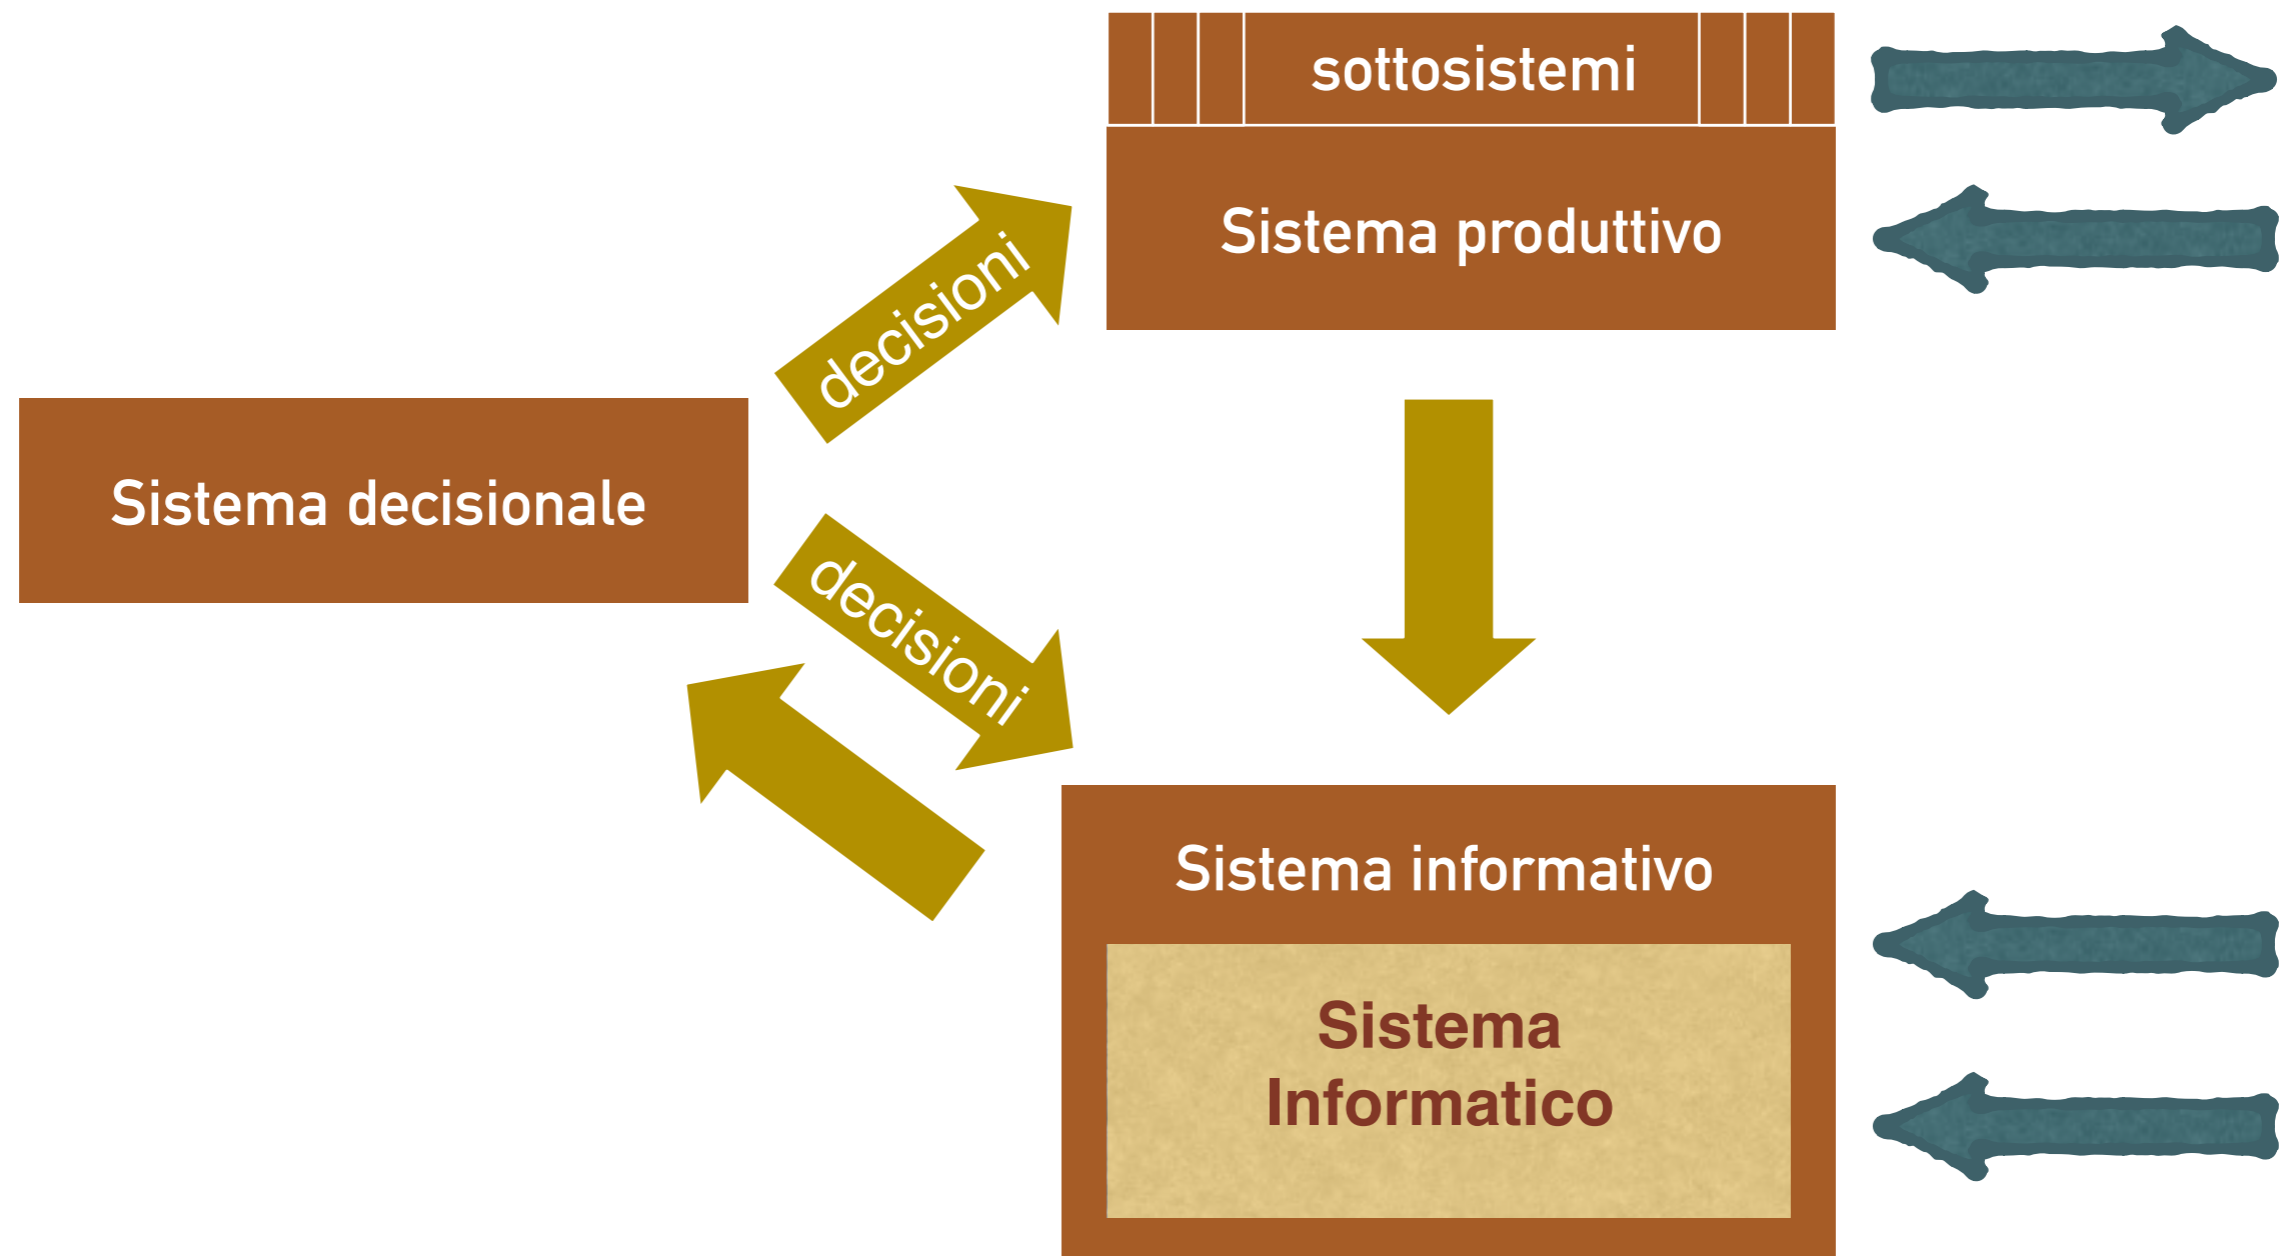 sottosistemi
Sistema produttivo
decisioni
Sistema decisionale
decisioni
Sistema informativo
Sistema
Informatico